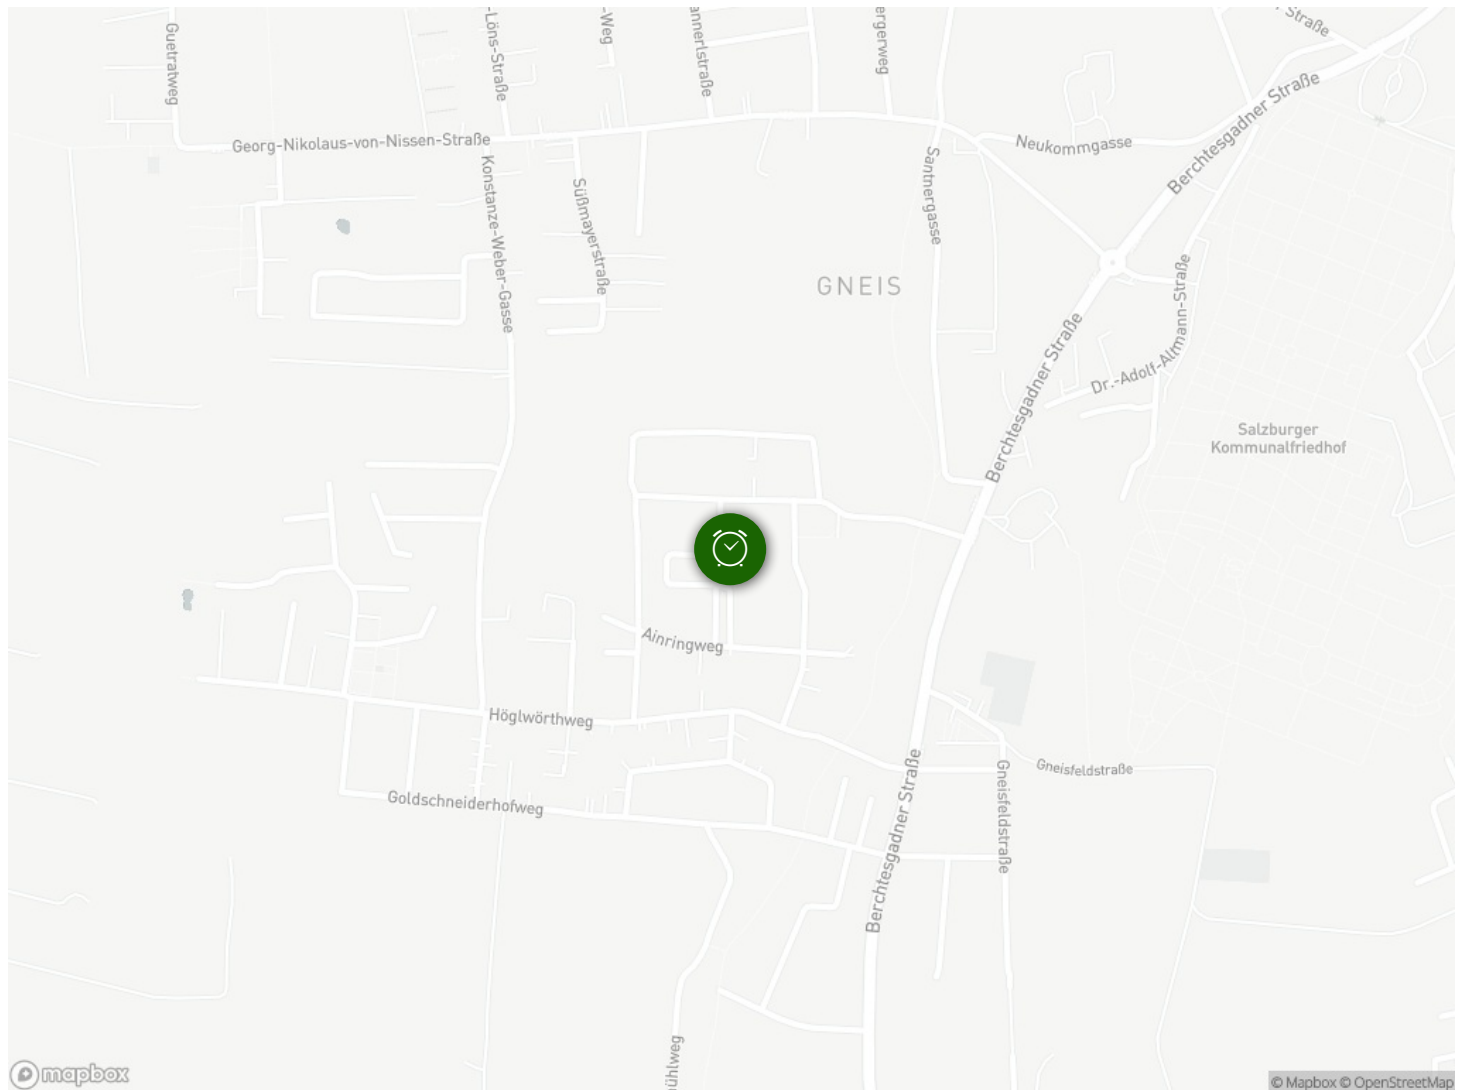 Guetratweg
-Löns-Straße
-Weg
annerlstraße
ergerweg
Straße
Berchtesgadner Straße
Georg-Nikolaus-von-Nissen-Straße
Neukommgasse
Konstanze-Weber-Gasse
Süßmayerstraße
Santnergasse
GNEIS
Dr.-Adolf-Altmann-Straße
Berchtesgadner Straße
Salzburger
Kommunalfriedhof
Ainringweg
Höglwörthweg
Goldschneiderhofweg
Gneisfeldstraße
Gneisfeldstraße
Berchtesgadner Straße
ühlweg
mapbox
© Mapbox © OpenStreetMap